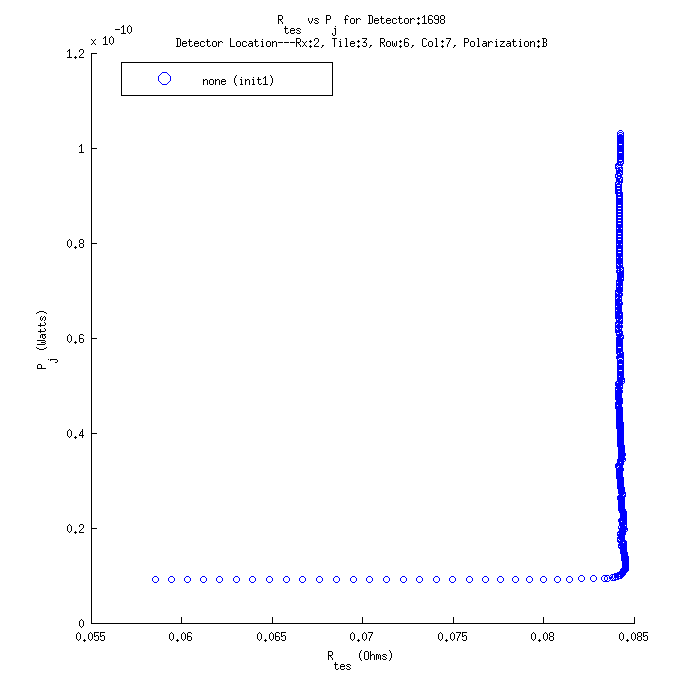 R_tes vs P_j for Detector:1698
x 10^-10
Detector Location---Rx:2, Tile:3, Row:6, Col:7, Polarization:B
none (init1)
1.2
1
0.8
0.6
0.4
0.2
0
P_j (Watts)
0.055 0.06 0.065 0.07 0.075 0.08 0.085
R_tes (Ohms)